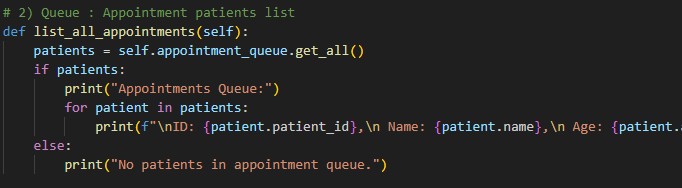 # 2) Queue : Appointment patients list
def list_all_appointments(self):
    patients = self.appointment_queue.get_all()
    if patients:
        print("Appointments Queue:")
        for patient in patients:
            print(f"\nID: {patient.patient_id},\n Name: {patient.name},\n Age: {patient.
    else:
        print("No patients in appointment queue.")